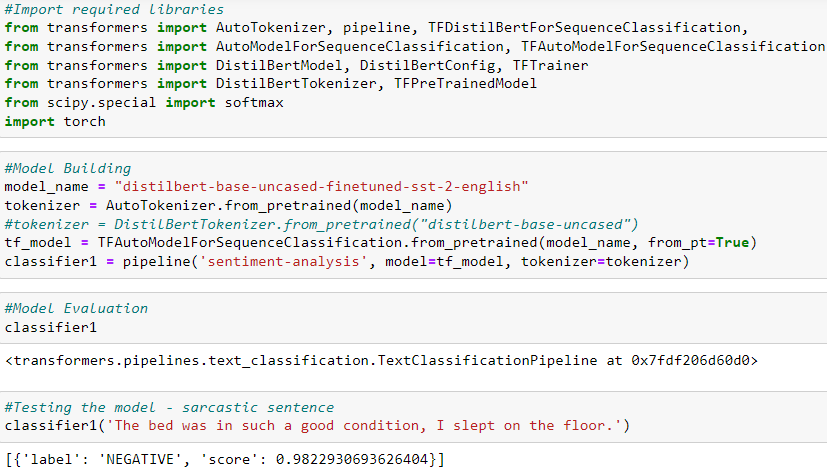 #Import required libraries
from transformers import AutoTokenizer, pipeline, TFDistilBertForSequenceClassification,
from transformers import AutoModelForSequenceClassification, TFAutoModelForSequenceClassification
from transformers import DistilBertModel, DistilBertConfig, TFTrainer
from transformers import DistilBertTokenizer, TFPreTrainedModel
from scipy.special import softmax
import torch
#Model Building
model_name = "distilbert-base-uncased-finetuned-sst-2-english"
tokenizer = AutoTokenizer.from_pretrained(model_name)
#tokenizer = DistilBertTokenizer.from_pretrained("distilbert-base-uncased")
tf_model = TFAutoModelForSequenceClassification.from_pretrained(model_name, from_pt=True)
classifier1 = pipeline('sentiment-analysis', model=tf_model, tokenizer=tokenizer)
#Model Evaluation
classifier1
<transformers.pipelines.text_classification.TextClassificationPipeline at 0x7fdf206d60d0>
#Testing the model - sarcastic sentence
classifier1('The bed was in such a good condition, I slept on the floor.')
[{'label': 'NEGATIVE', 'score': 0.9822930693626404}]